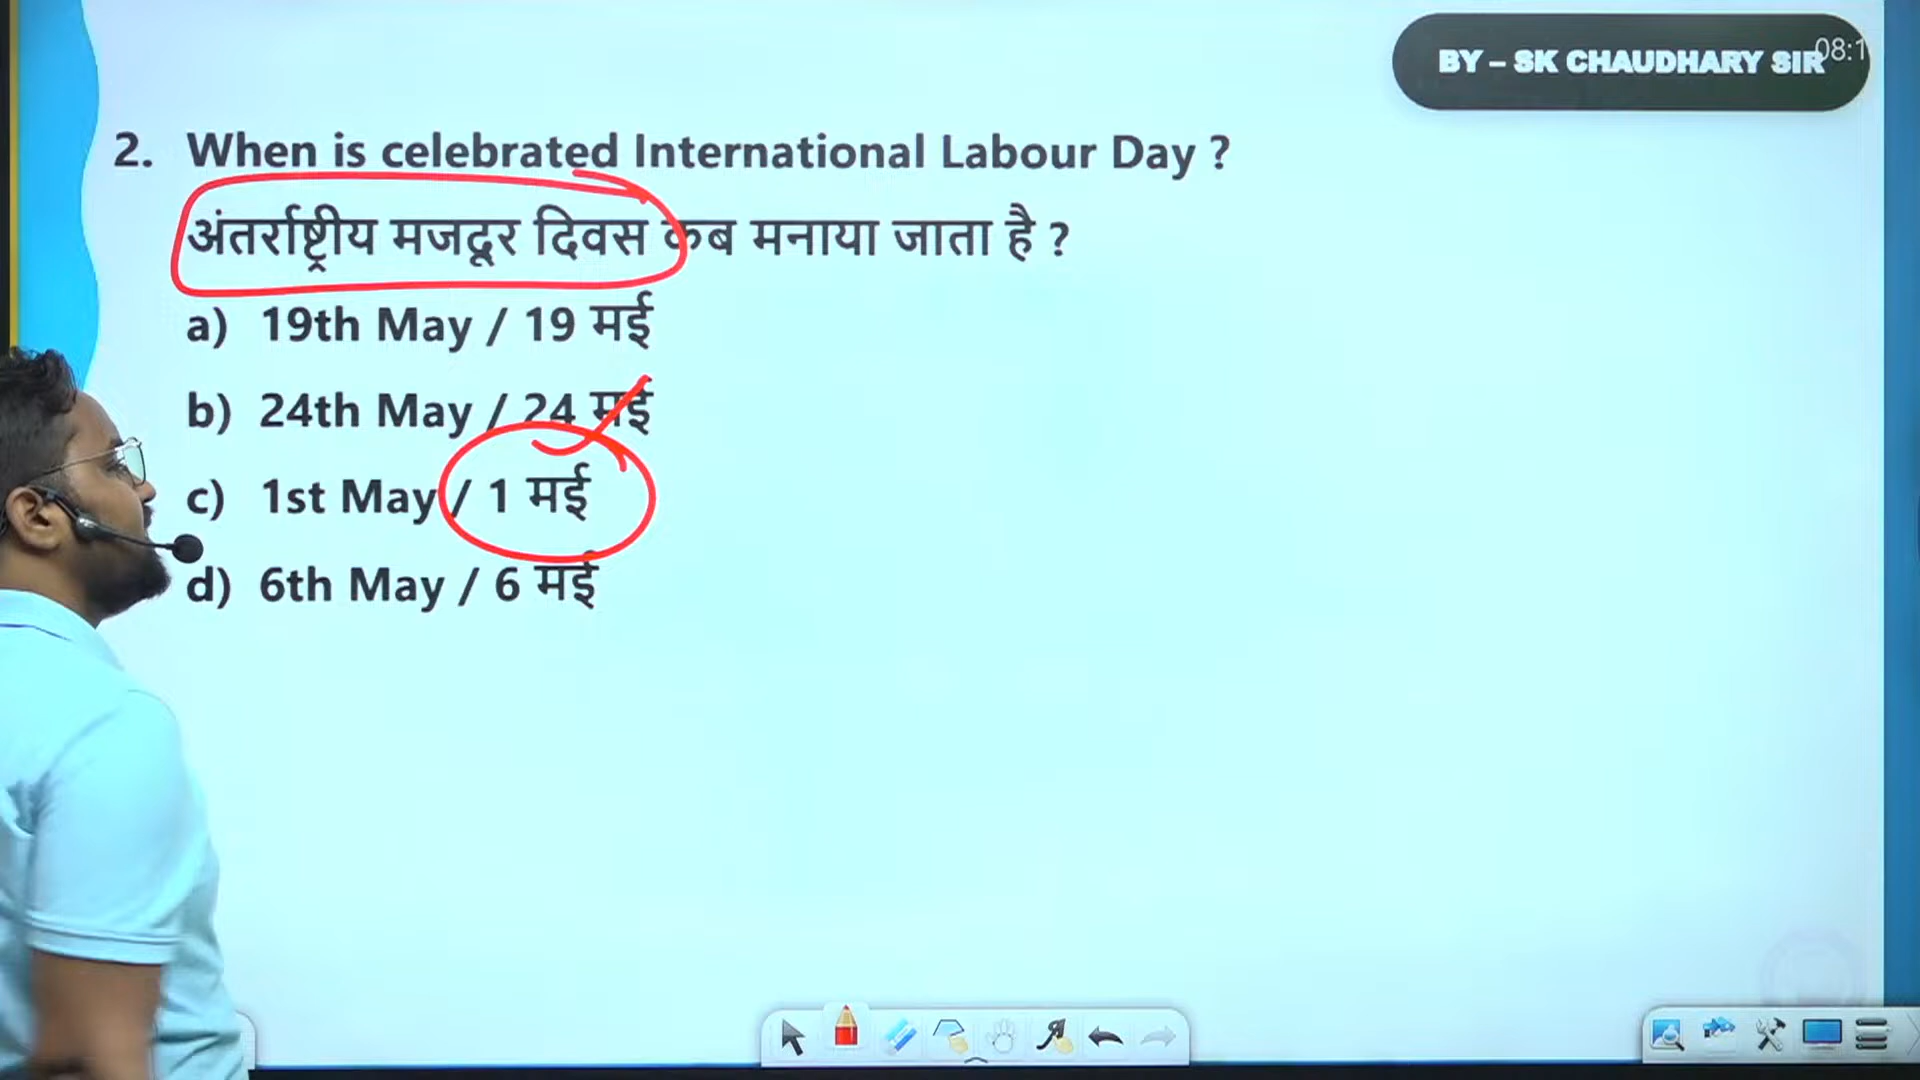 BY – SK CHAUDHARY SIR
08:1
2. When is celebrated International Labour Day ?
अंतर्राष्ट्रीय मजदूर दिवस कब मनाया जाता है ?
a) 19th May / 19 मई
b) 24th May / 24 मई
c) 1st May / 1 मई
d) 6th May / 6 मई